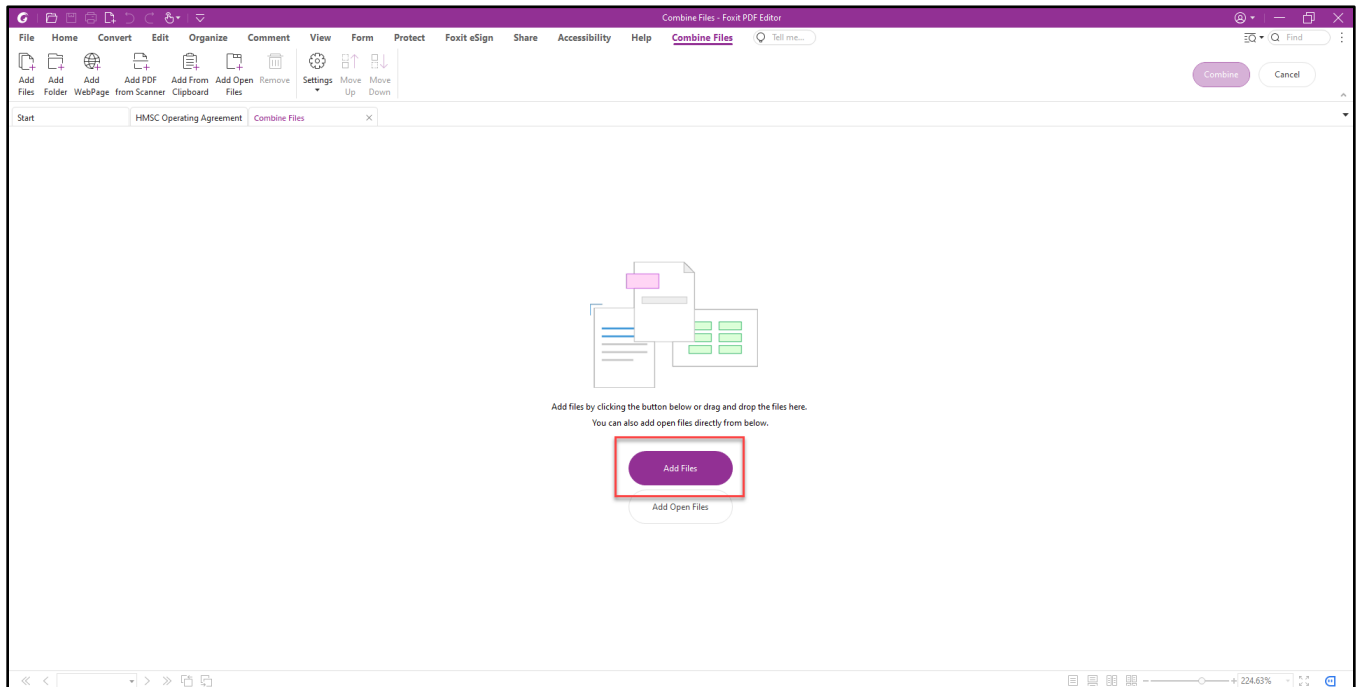 Combine Files - Foxit PDF Editor
File Home Convert Edit Organize Comment View Form Protect Foxit eSign Share Accessibility Help Combine Files Tell me... Find
Add Files
Add Folder
Add WebPage
Add PDF from Scanner
Add From Clipboard
Add Open Files
Remove
Settings
Move Up
Move Down
Combine Cancel
Start HMSC Operating Agreement Combine Files
Add files by clicking the button below or drag and drop the files here.
You can also add open files directly from below.
Add Files
Add Open Files
224.63%